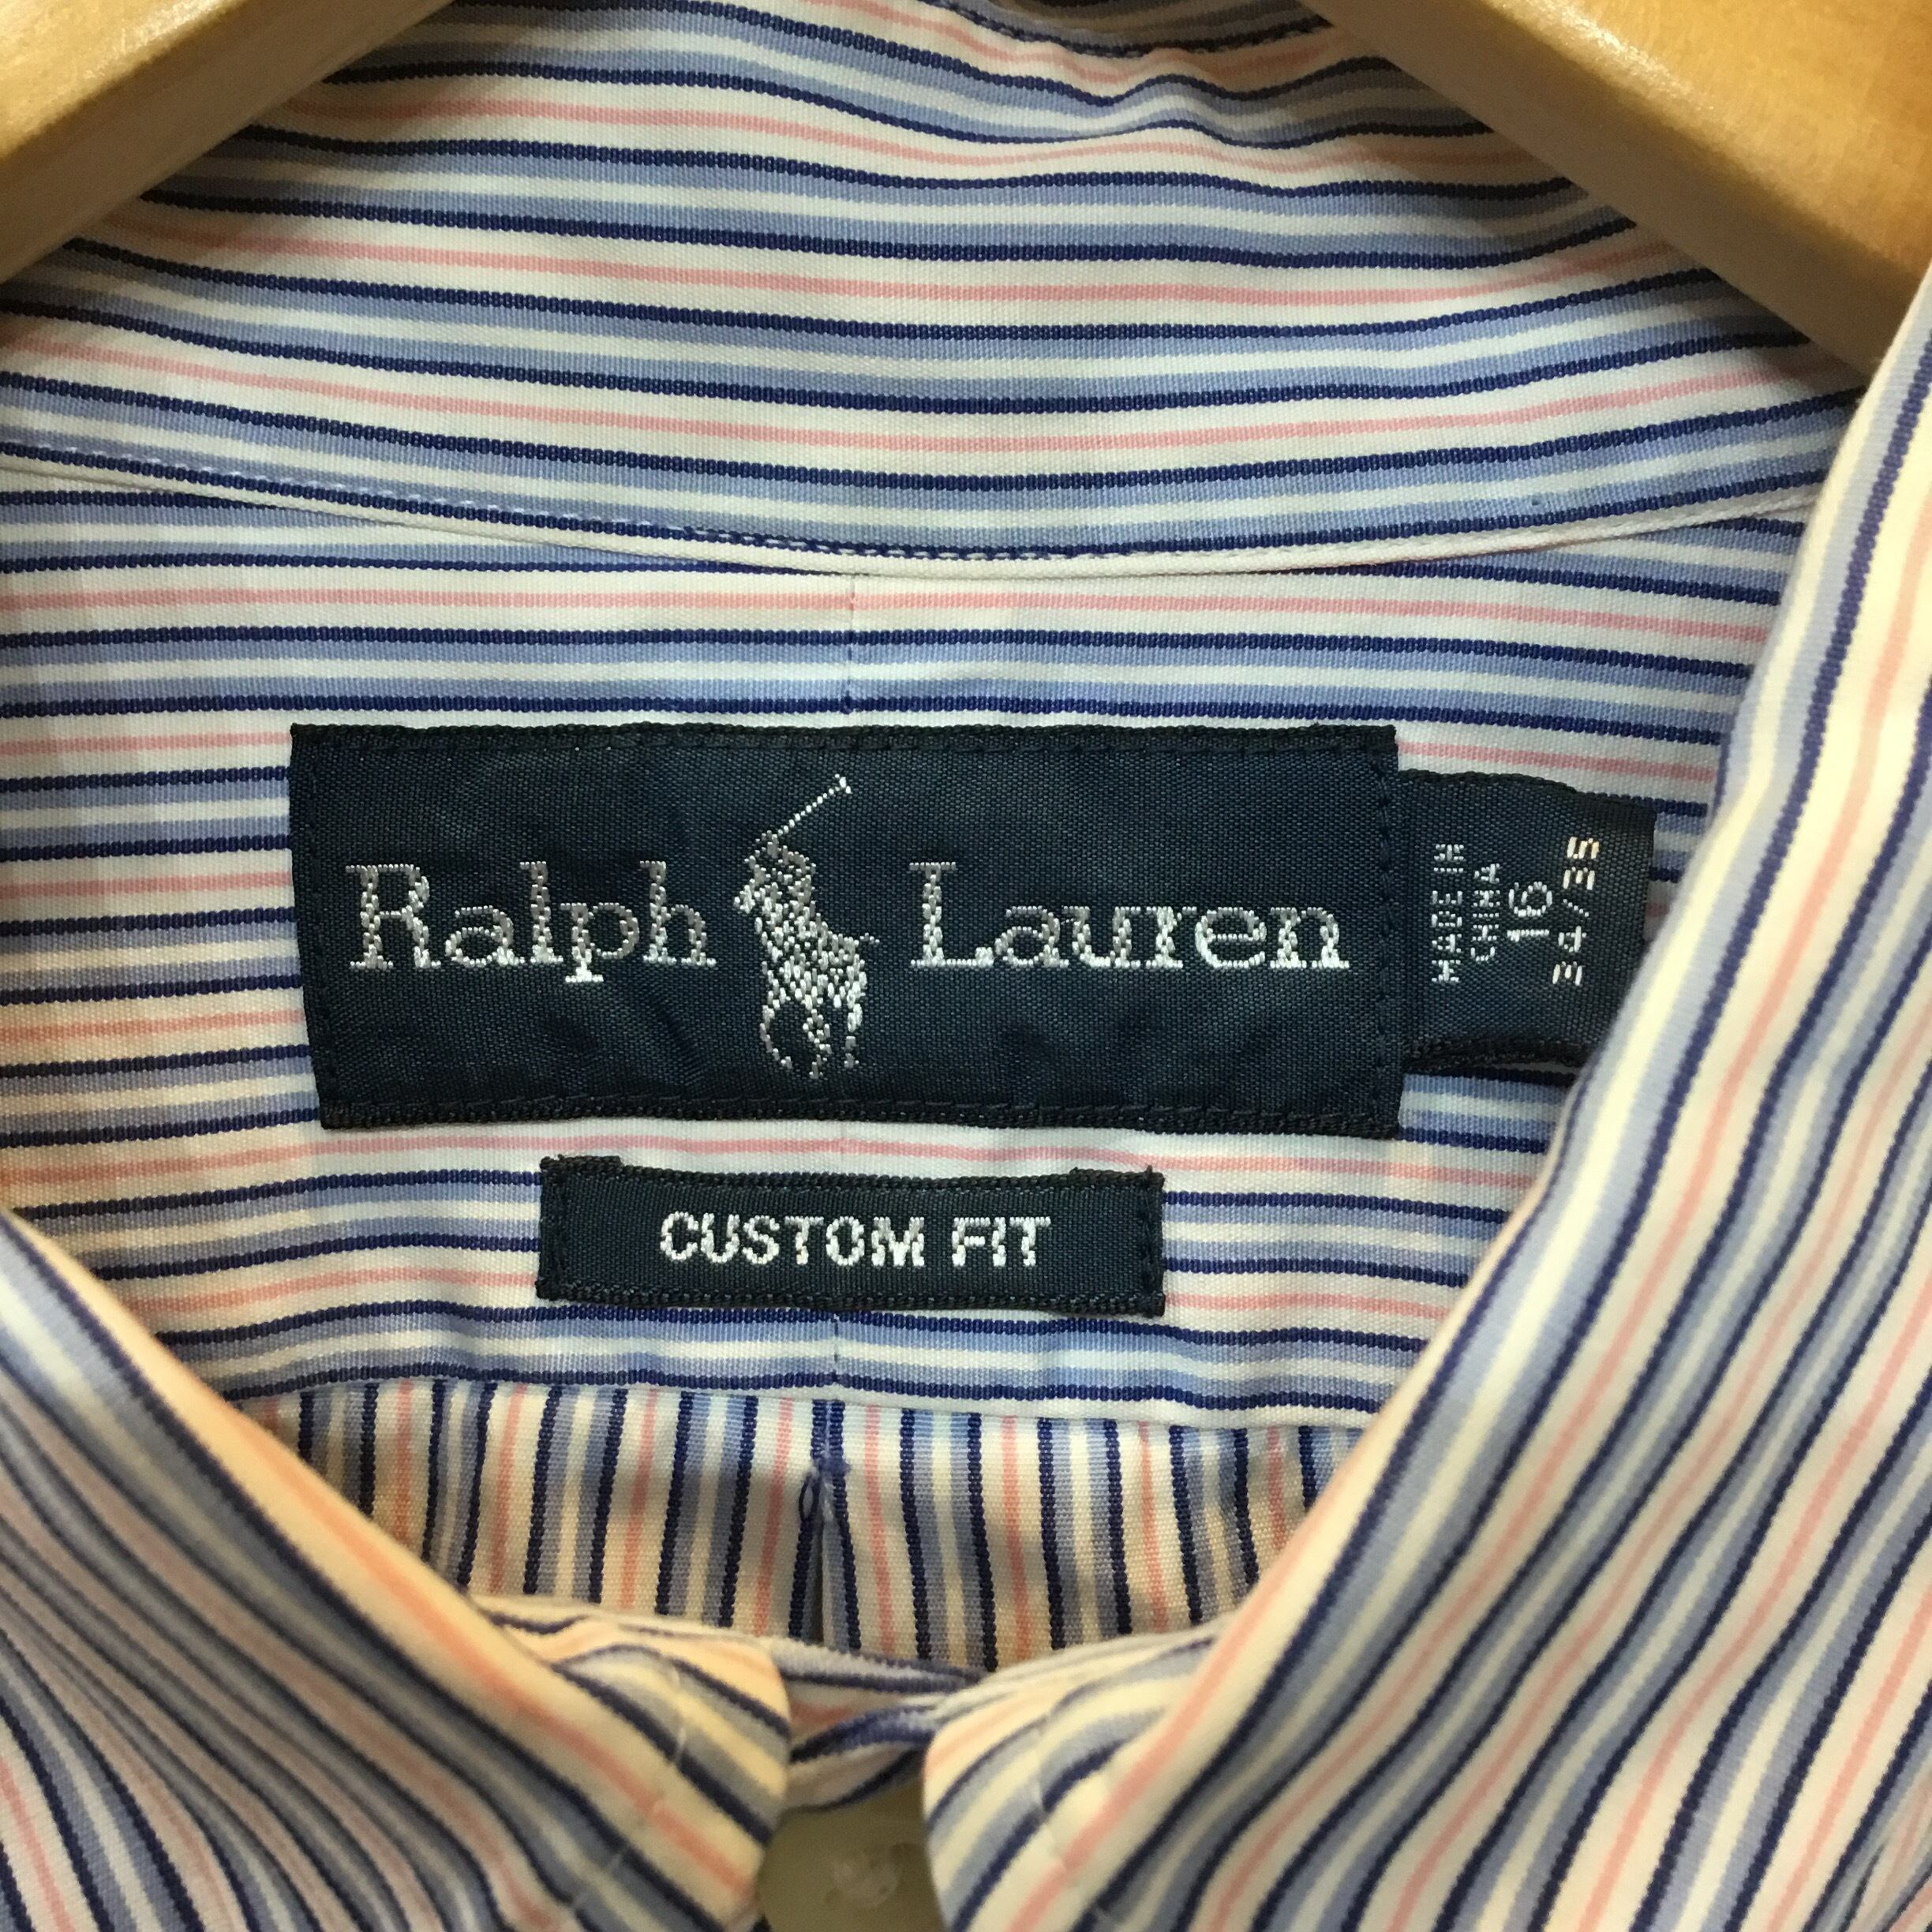 Ralph Lauren
MADE IN
CHINA
16
34/35
CUSTOM FIT